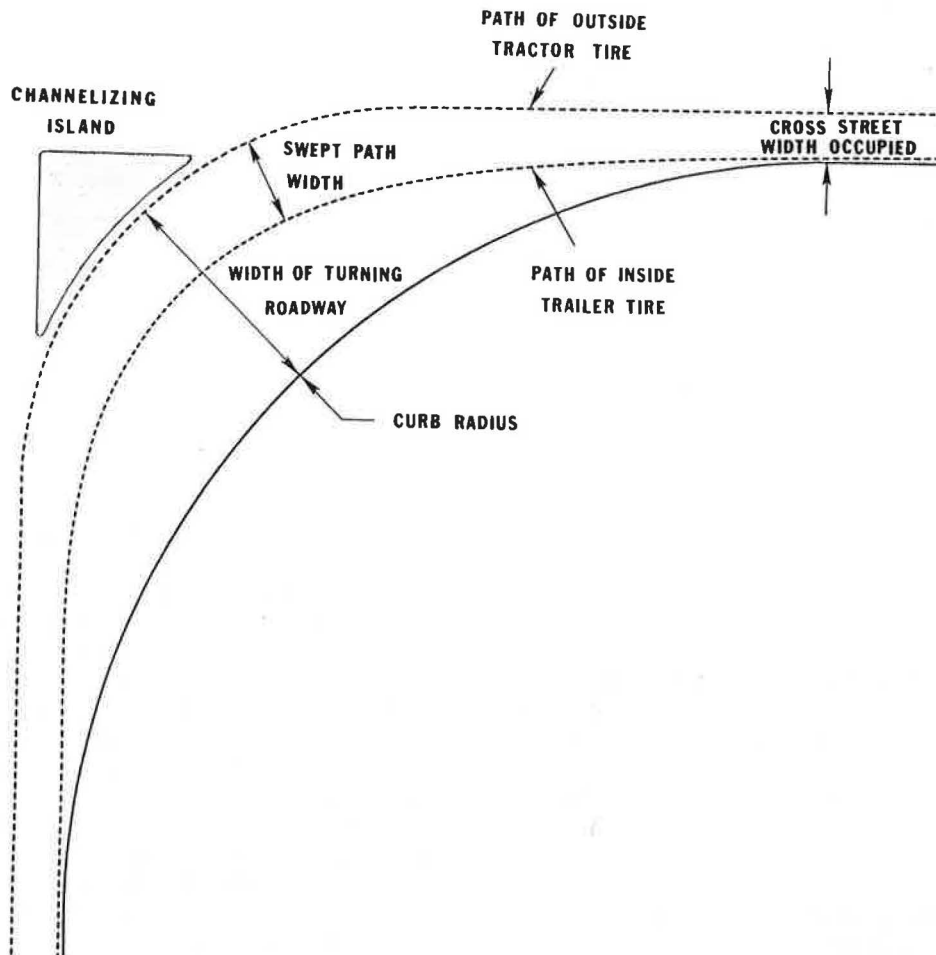 PATH OF OUTSIDE
TRACTOR TIRE
CHANNELIZING
ISLAND
CROSS STREET
WIDTH OCCUPIED
SWEPT PATH
WIDTH
WIDTH OF TURNING
ROADWAY
PATH OF INSIDE
TRAILER TIRE
CURB RADIUS